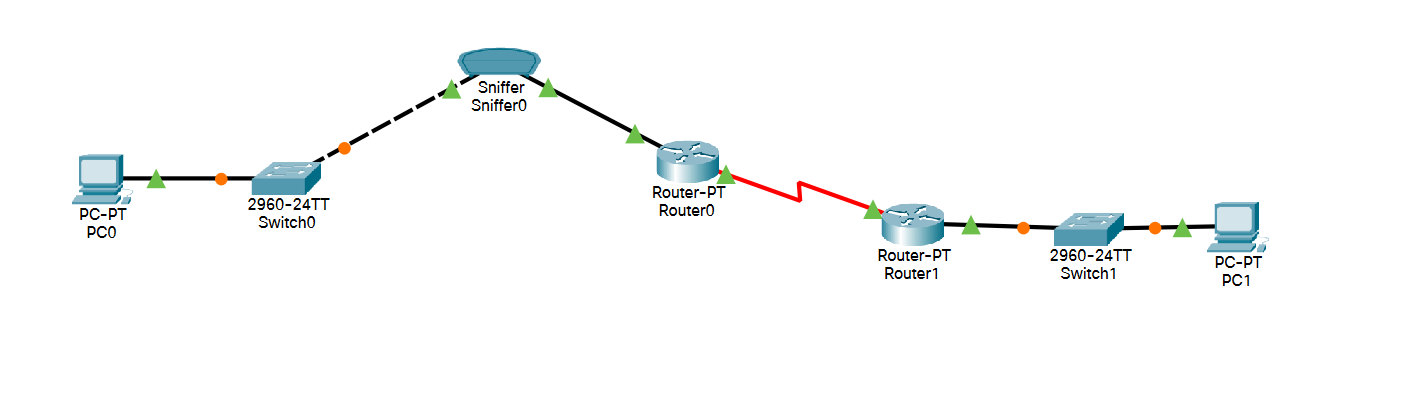 Sniffer
Sniffer0
PC-PT
PC0
2960-24TT
Switch0
Router-PT
Router0
Router-PT
Router1
2960-24TT
Switch1
PC-PT
PC1